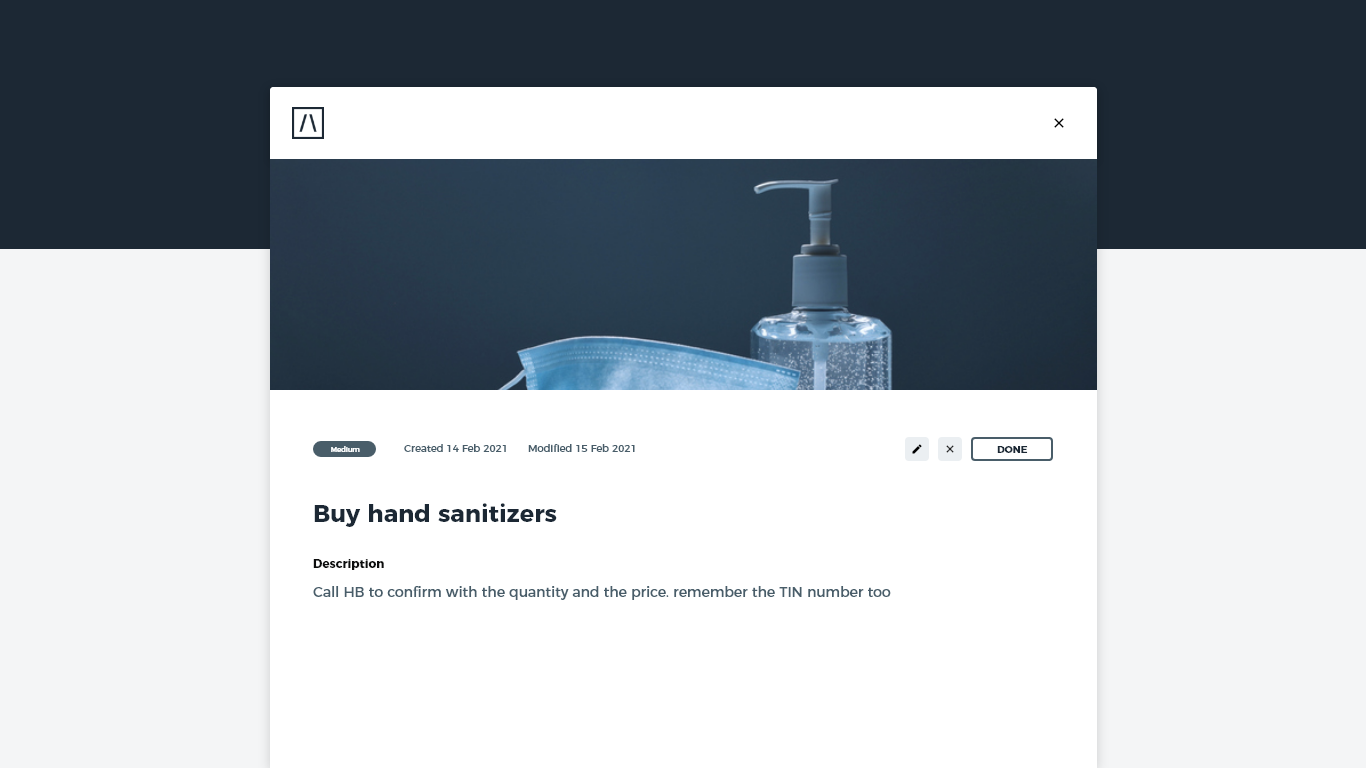 Medium
Created 14 Feb 2021
Modified 15 Feb 2021
DONE
Buy hand sanitizers
Description
Call HB to confirm with the quantity and the price. remember the TIN number too